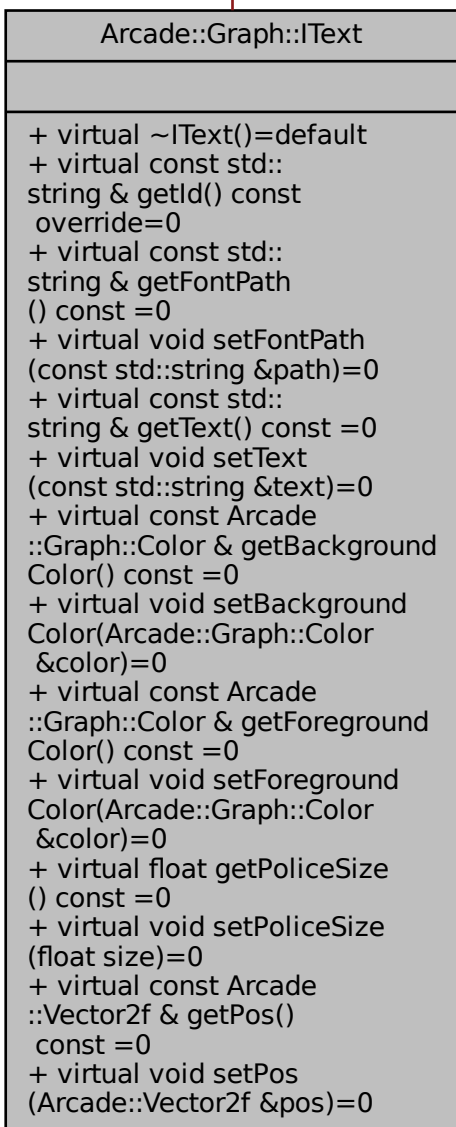 Arcade::Graph::IText
+ virtual ~IText()=default
+ virtual const std::
string & getId() const
override=0
+ virtual const std::
string & getFontPath
() const =0
+ virtual void setFontPath
(const std::string &path)=0
+ virtual const std::
string & getText() const =0
+ virtual void setText
(const std::string &text)=0
+ virtual const Arcade
::Graph::Color & getBackground
Color() const =0
+ virtual void setBackground
Color(Arcade::Graph::Color
&color)=0
+ virtual const Arcade
::Graph::Color & getForeground
Color() const =0
+ virtual void setForeground
Color(Arcade::Graph::Color
&color)=0
+ virtual float getPoliceSize
() const =0
+ virtual void setPoliceSize
(float size)=0
+ virtual const Arcade
::Vector2f & getPos()
const =0
+ virtual void setPos
(Arcade::Vector2f &pos)=0